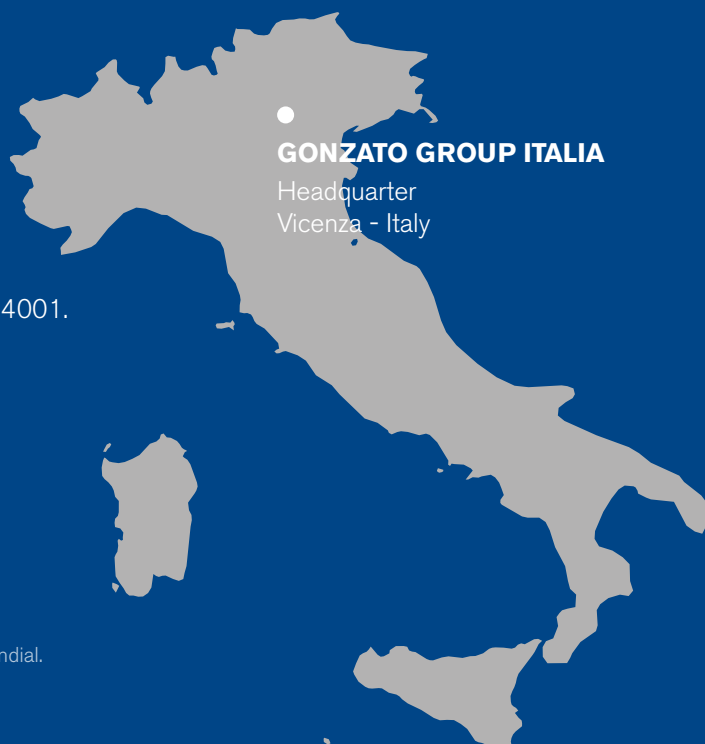 GONZATO GROUP ITALIA
Headquarter
Vicenza - Italy
4001.
ndial.